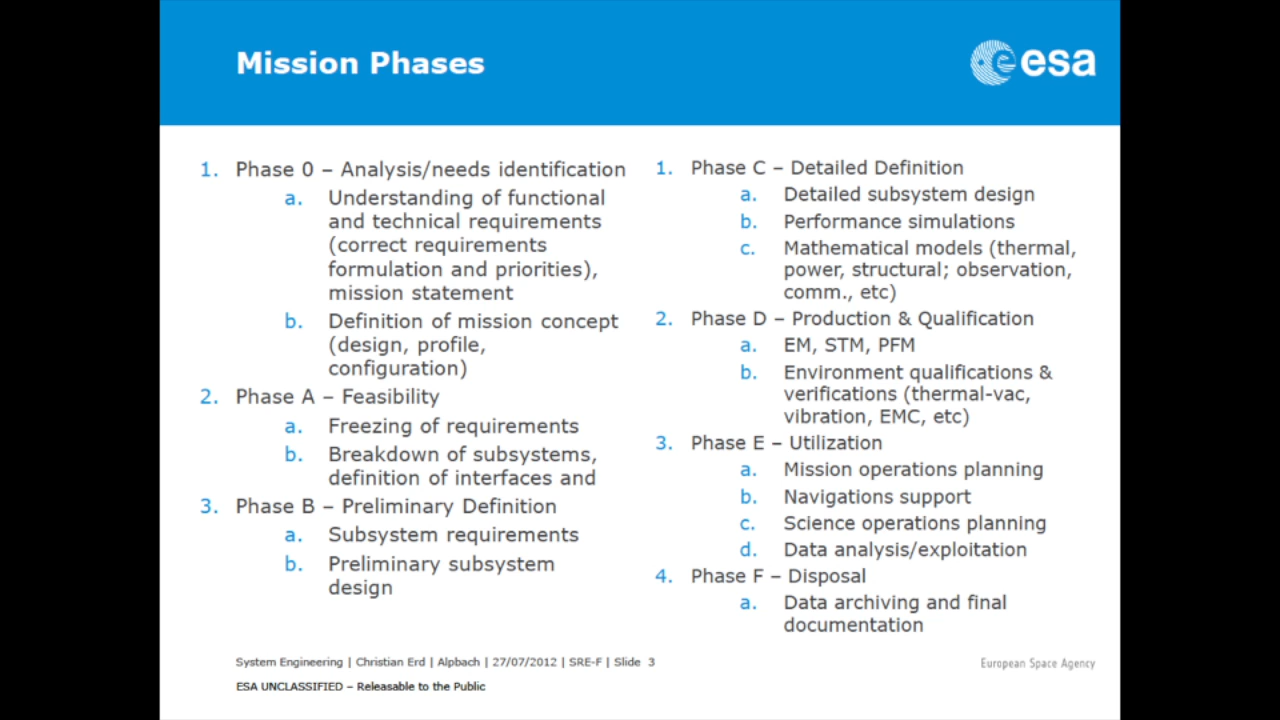 Mission Phases
esa
1. Phase 0 – Analysis/needs identification
a. Understanding of functional
and technical requirements
(correct requirements
formulation and priorities),
mission statement
b. Definition of mission concept
(design, profile,
configuration)
2. Phase A – Feasibility
a. Freezing of requirements
b. Breakdown of subsystems,
definition of interfaces and
3. Phase B – Preliminary Definition
a. Subsystem requirements
b. Preliminary subsystem
design
1. Phase C – Detailed Definition
a. Detailed subsystem design
b. Performance simulations
c. Mathematical models (thermal,
power, structural; observation,
comm., etc)
2. Phase D – Production & Qualification
a. EM, STM, PFM
b. Environment qualifications &
verifications (thermal-vac,
vibration, EMC, etc)
3. Phase E – Utilization
a. Mission operations planning
b. Navigations support
c. Science operations planning
d. Data analysis/exploitation
4. Phase F – Disposal
a. Data archiving and final
documentation
System Engineering | Christian Erd | Alpbach | 27/07/2012 | SRE-F | Slide 3
European Space Agency
ESA UNCLASSIFIED – Releasable to the Public